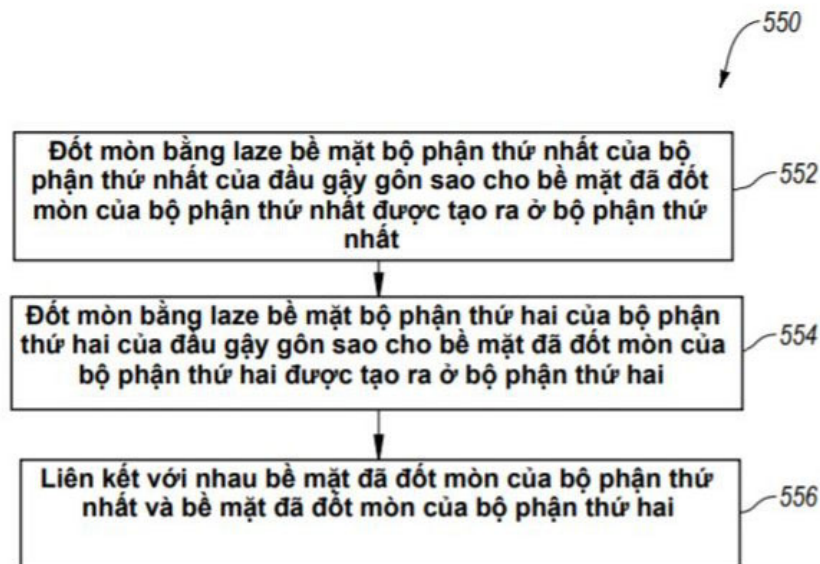 550
Đốt mòn bằng laze bề mặt bộ phận thứ nhất của bộ
phận thứ nhất của đầu gậy gôn sao cho bề mặt đã đốt
mòn của bộ phận thứ nhất được tạo ra ở bộ phận thứ
nhất
552
Đốt mòn bằng laze bề mặt bộ phận thứ hai của bộ phận
thứ hai của đầu gậy gôn sao cho bề mặt đã đốt mòn của
bộ phận thứ hai được tạo ra ở bộ phận thứ hai
554
Liên kết với nhau bề mặt đã đốt mòn của bộ phận thứ
nhất và bề mặt đã đốt mòn của bộ phận thứ hai
556